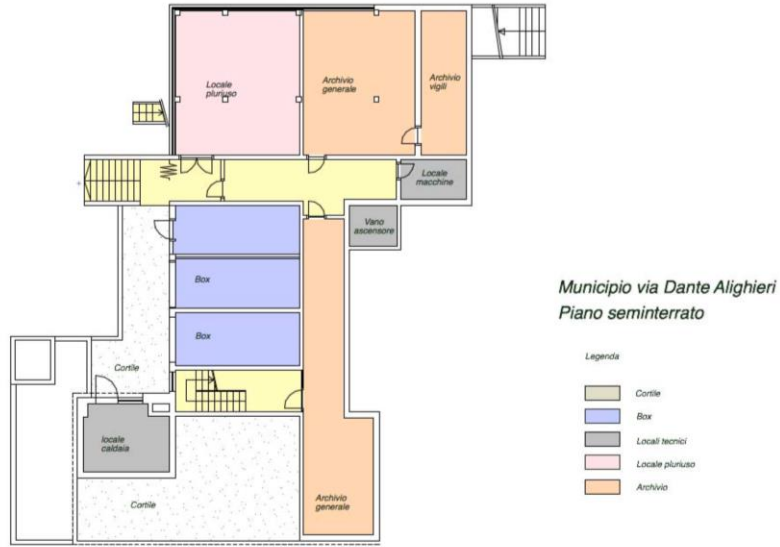 Locale
pluriuso
Archivio
generale
Archivio
vigili
Locale
macchine
Vano
ascensore
Box
Box
Cortile
locale
caldaia
Cortile
Archivio
generale
Municipio via Dante Alighieri
Piano seminterrato
Legenda
Cortile
Box
Locali tecnici
Locale pluriuso
Archivio